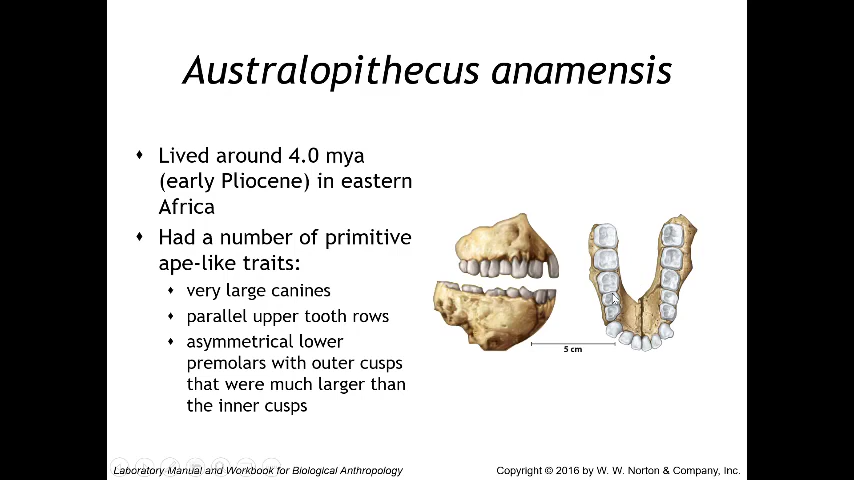 Australopithecus anamensis
Lived around 4.0 mya
(early Pliocene) in eastern
Africa
Had a number of primitive
ape-like traits:
very large canines
parallel upper tooth rows
asymmetrical lower
premolars with outer cusps
that were much larger than
the inner cusps
5 cm
Laboratory Manual and Workbook for Biological Anthropology
Copyright © 2016 by W. W. Norton & Company, Inc.